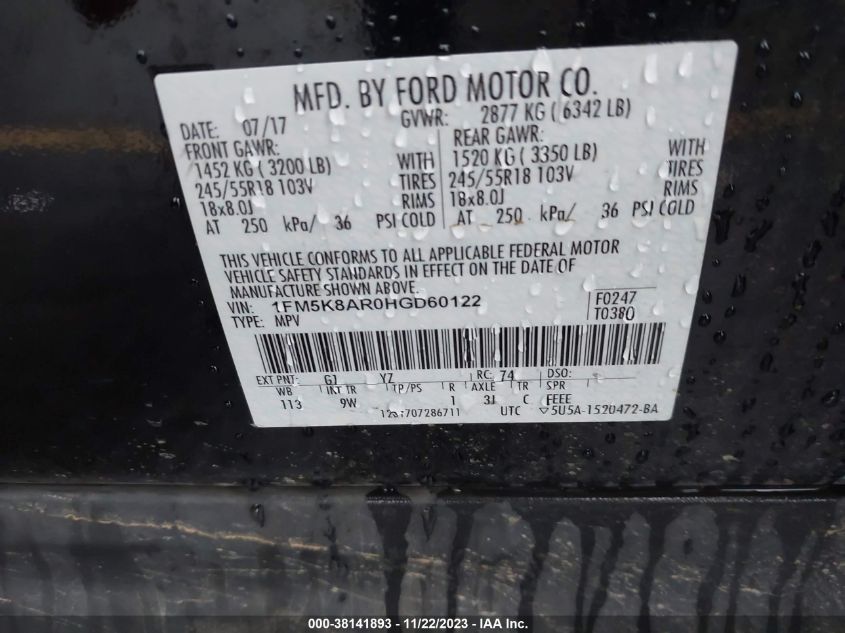 MFD. BY FORD MOTOR CO.
DATE: 07/17 GVWR: 2877 KG ( 6342 LB)
FRONT GAWR: REAR GAWR:
1452 KG ( 3200 LB) WITH 1520 KG ( 3350 LB) WITH
245/55R18 103V TIRES 245/55R18 103V TIRES
18x8.0J RIMS 18x8.0J RIMS
AT 250 kPa/ 36 PSI COLD AT 250 kPa/ 36 PSI COLD
THIS VEHICLE CONFORMS TO ALL APPLICABLE FEDERAL MOTOR
VEHICLE SAFETY STANDARDS IN EFFECT ON THE DATE OF
MANUFACTURE SHOWN ABOVE.
VIN: 1FM5K8AR0HGD60122 F0247
TYPE: MPV T0380
EXT PNT: G1 YZ RC: 74 DSO:
WB INT TR TP/PS R AXLE TR SPR
113 9W 1 3J C FEEE
UTC ▽5U5A-1520472-BA
000-38141893 - 11/22/2023 - © IAA Inc.